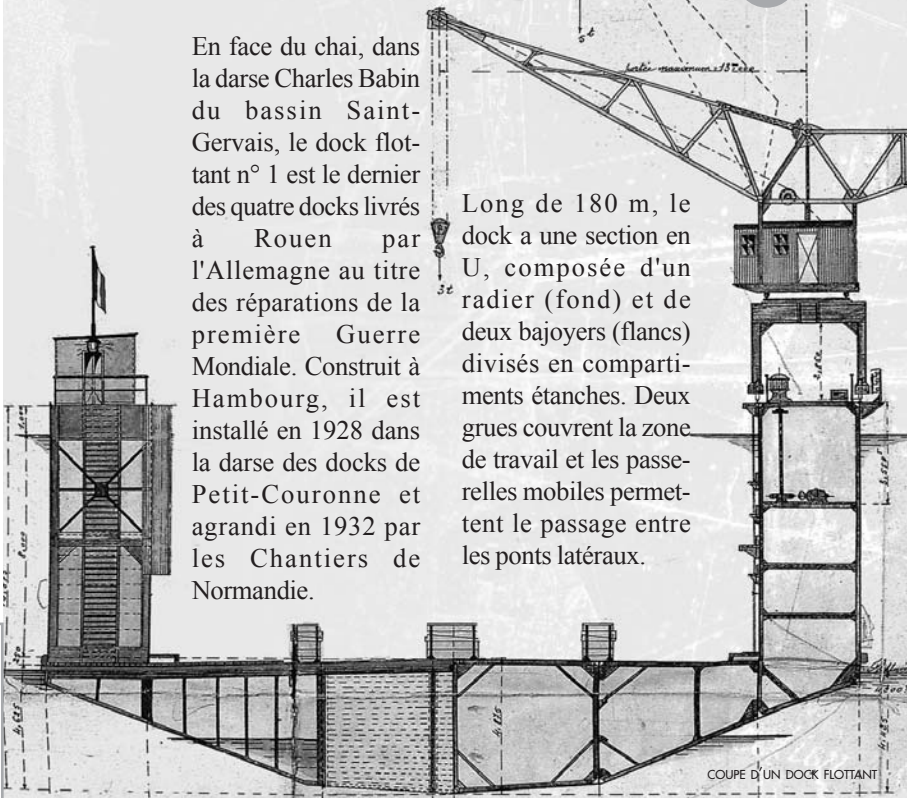 5t
Portée maximum = 15m000
En face du chai, dans
la darse Charles Babin
du bassin Saint-
Gervais, le dock flot-
tant n° 1 est le dernier
des quatre docks livrés
à Rouen par
l'Allemagne au titre
des réparations de la
première Guerre
Mondiale. Construit à
Hambourg, il est
installé en 1928 dans
la darse des docks de
Petit-Couronne et
agrandi en 1932 par
les Chantiers de
Normandie.
3t
Long de 180 m, le
dock a une section en
U, composée d'un
radier (fond) et de
deux bajoyers (flancs)
divisés en comparti-
ments étanches. Deux
grues couvrent la zone
de travail et les passe-
relles mobiles permet-
tent le passage entre
les ponts latéraux.
COUPE D'UN DOCK FLOTTANT